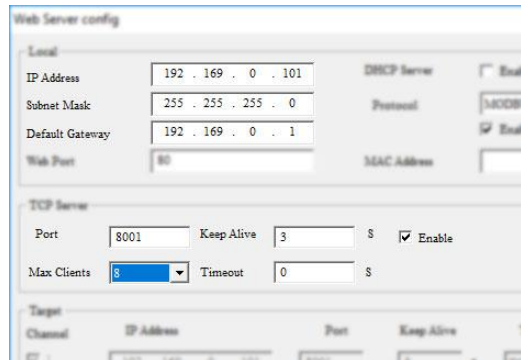 Web Server config
Local
IP Address 192 . 169 . 0 . 101 DHCP Server
Subnet Mask 255 . 255 . 255 . 0 Protocol
Default Gateway 192 . 169 . 0 . 1
Web Port 80 MAC Address
TCP Server
Port 8001 Keep Alive 3 S Enable
Max Clients 8 Timeout 0 S
Target
Channel IP Address Port Keep Alive